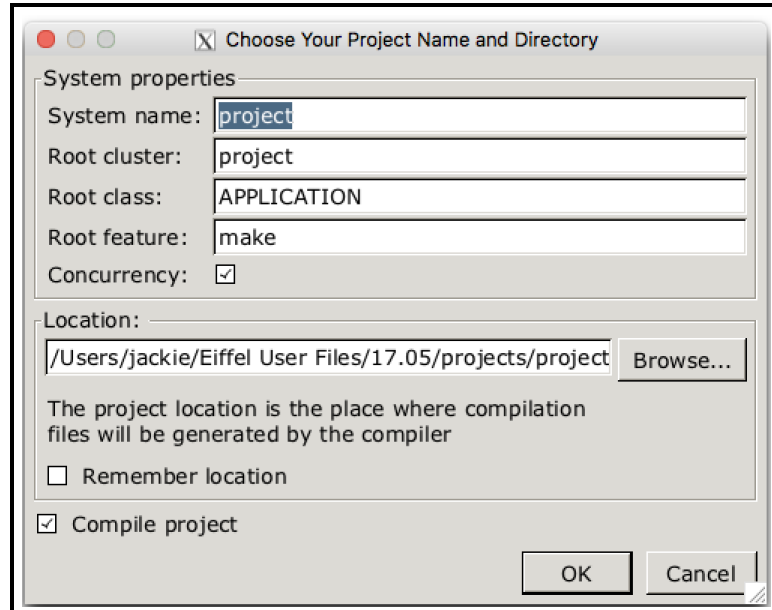 Choose Your Project Name and Directory
System properties
System name: project
Root cluster: project
Root class: APPLICATION
Root feature: make
Concurrency:
Location:
/Users/jackie/Eiffel User Files/17.05/projects/project Browse...
The project location is the place where compilation
files will be generated by the compiler
Remember location
Compile project
OK Cancel